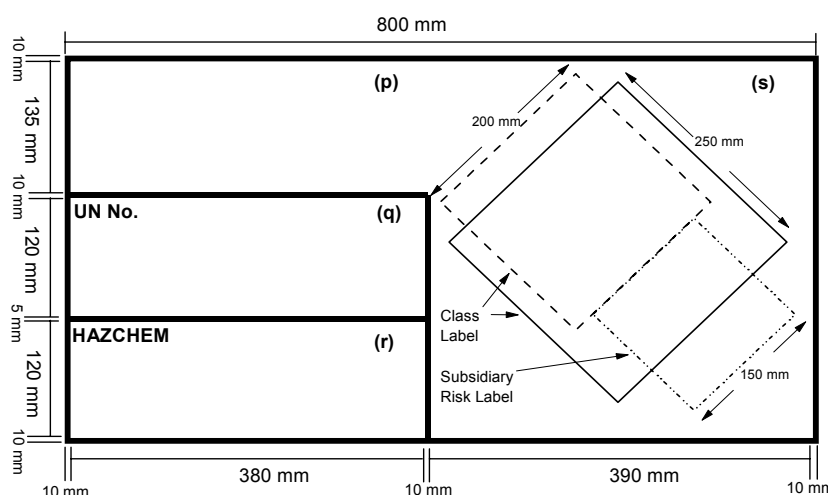 800 mm
10 mm
(p)
(s)
135 mm
200 mm
250 mm
10 mm
UN No.
(q)
120 mm
5 mm
HAZCHEM
(r)
Class
Label
120 mm
Subsidiary
Risk Label
150 mm
10 mm
380 mm
390 mm
10 mm
10 mm
10 mm